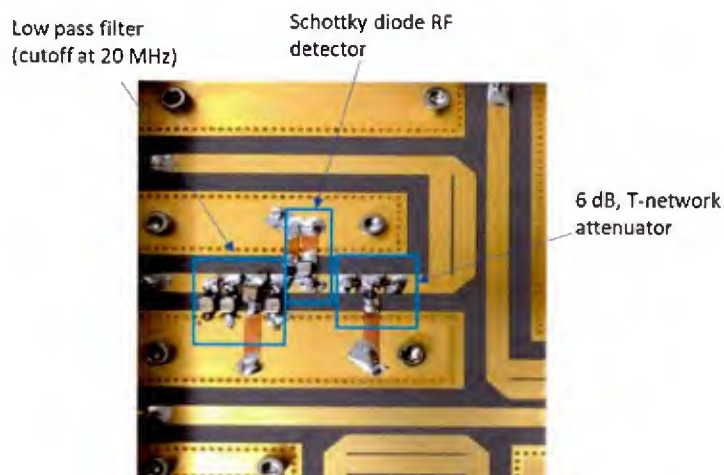 Low pass filter
(cutoff at 20 MHz)
Schottky diode RF
detector
6 dB, T-network
attenuator